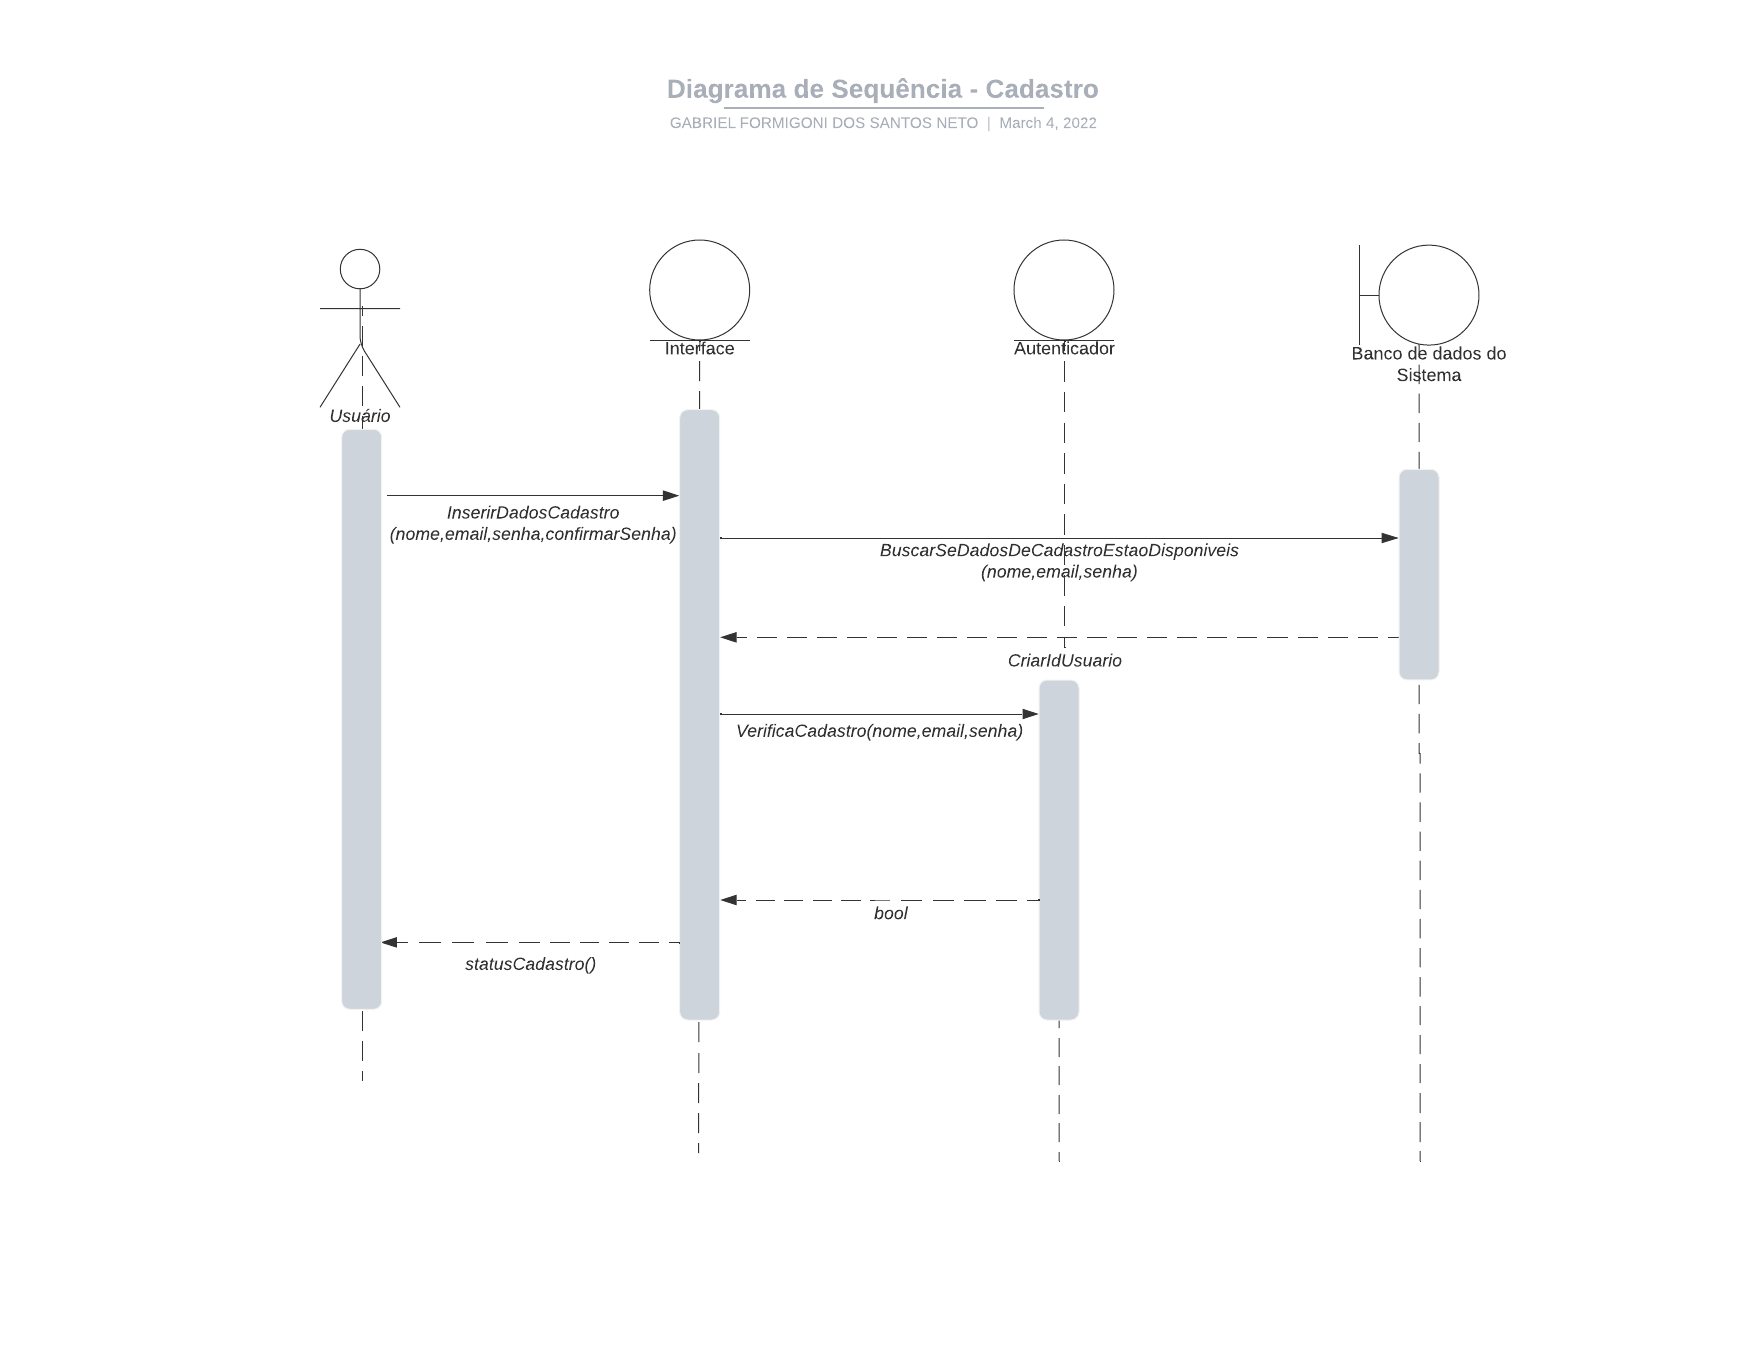 Diagrama de Sequência - Cadastro
GABRIEL FORMIGONI DOS SANTOS NETO | March 4, 2022
Usuário
Interface
Autenticador
Banco de dados do
Sistema
InserirDadosCadastro
(nome,email,senha,confirmarSenha)
BuscarSeDadosDeCadastroEstaoDisponiveis
(nome,email,senha)
CriarIdUsuario
VerificaCadastro(nome,email,senha)
bool
statusCadastro()